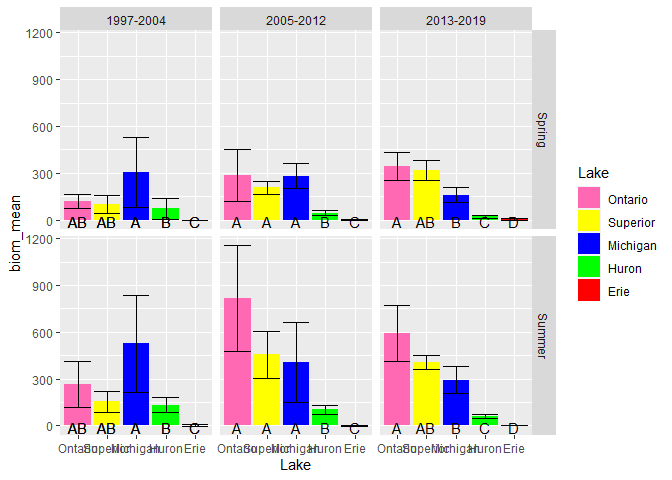 1997-2004 2005-2012 2013-2019
1200
900
600
300
0
AB AB A B C A A A B C A A B C D
Spring
1200
900
600
300
0
AB AB A B C A A A B C A AB B C D
Summer
Ontario Superior Michigan Huron Erie Ontario Superior Michigan Huron Erie Ontario Superior Michigan Huron Erie
Lake
biom_mean
Lake
Ontario
Superior
Michigan
Huron
Erie